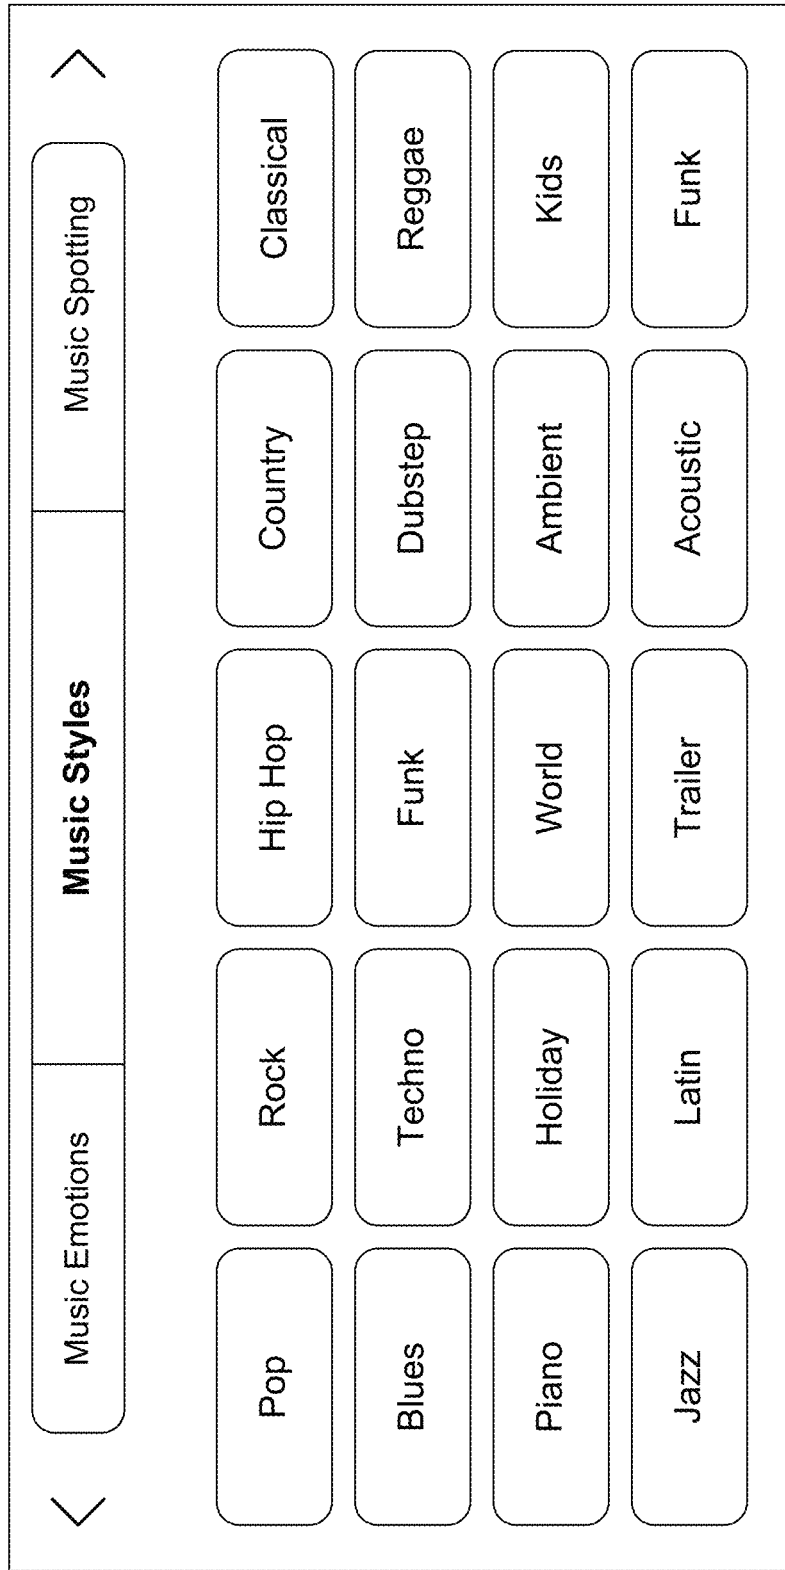 Music Emotions Music Styles Music Spotting
Pop Rock Hip Hop Country Classical
Blues Techno Funk Dubstep Reggae
Piano Holiday World Ambient Kids
Jazz Latin Trailer Acoustic Funk